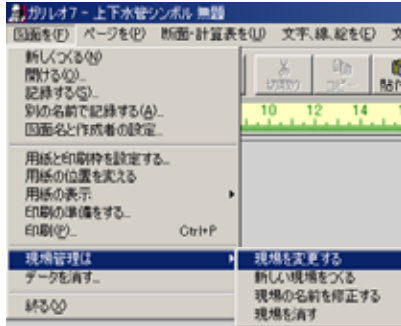 ガリレオ7 - 上下水管シンボル 無題
図面を(F) ページを(P) 断面・計算表を(U) 文字、線、絵を(E) 文
新しくつくる(N)
開ける(O)...
記録する(S)...
別の名前で記録する(A)...
図面名と作成者の設定...
切り取り コピー 貼り
10 12 14 1
用紙と印刷枠を設定する...
用紙の位置を変える
用紙の表示
印刷の準備をする...
印刷(P)... Ctrl+P
現場管理は 現場を変更する
データを消す... 新しい現場をつくる
現場の名前を修正する
終る(X) 現場を消す